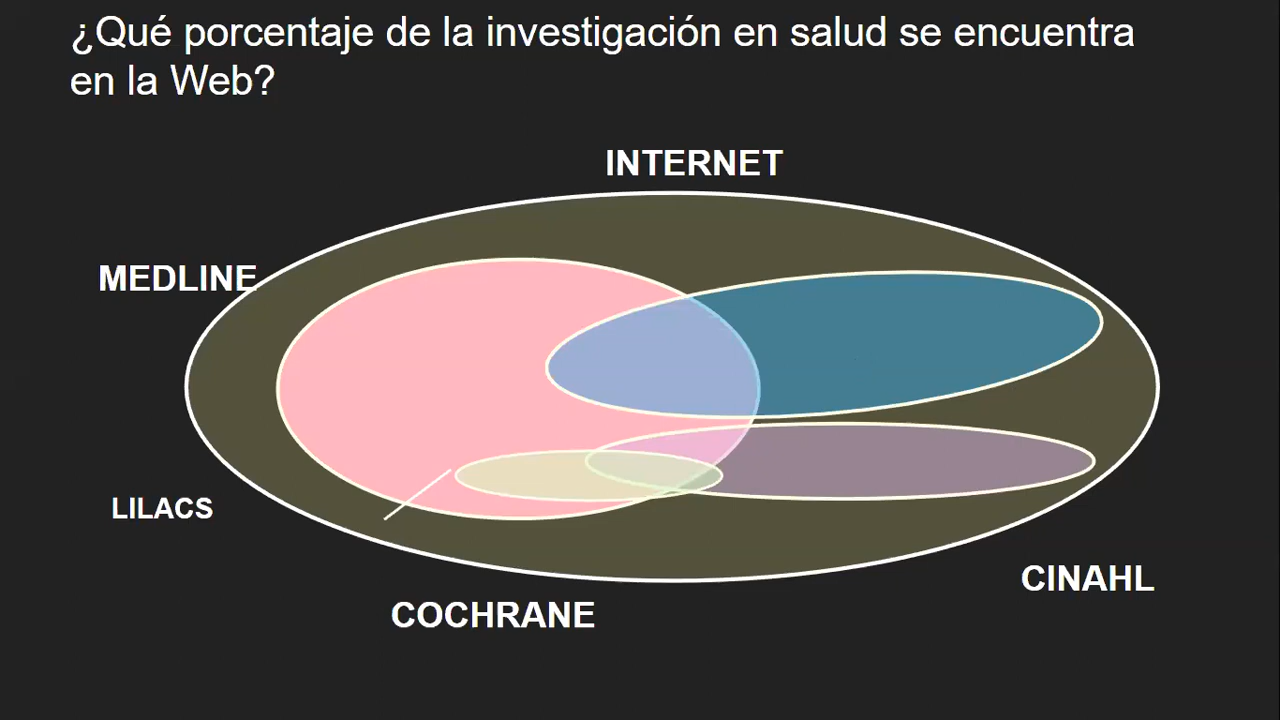 ¿Qué porcentaje de la investigación en salud se encuentra
en la Web?
INTERNET
MEDLINE
LILACS
CINAHL
COCHRANE